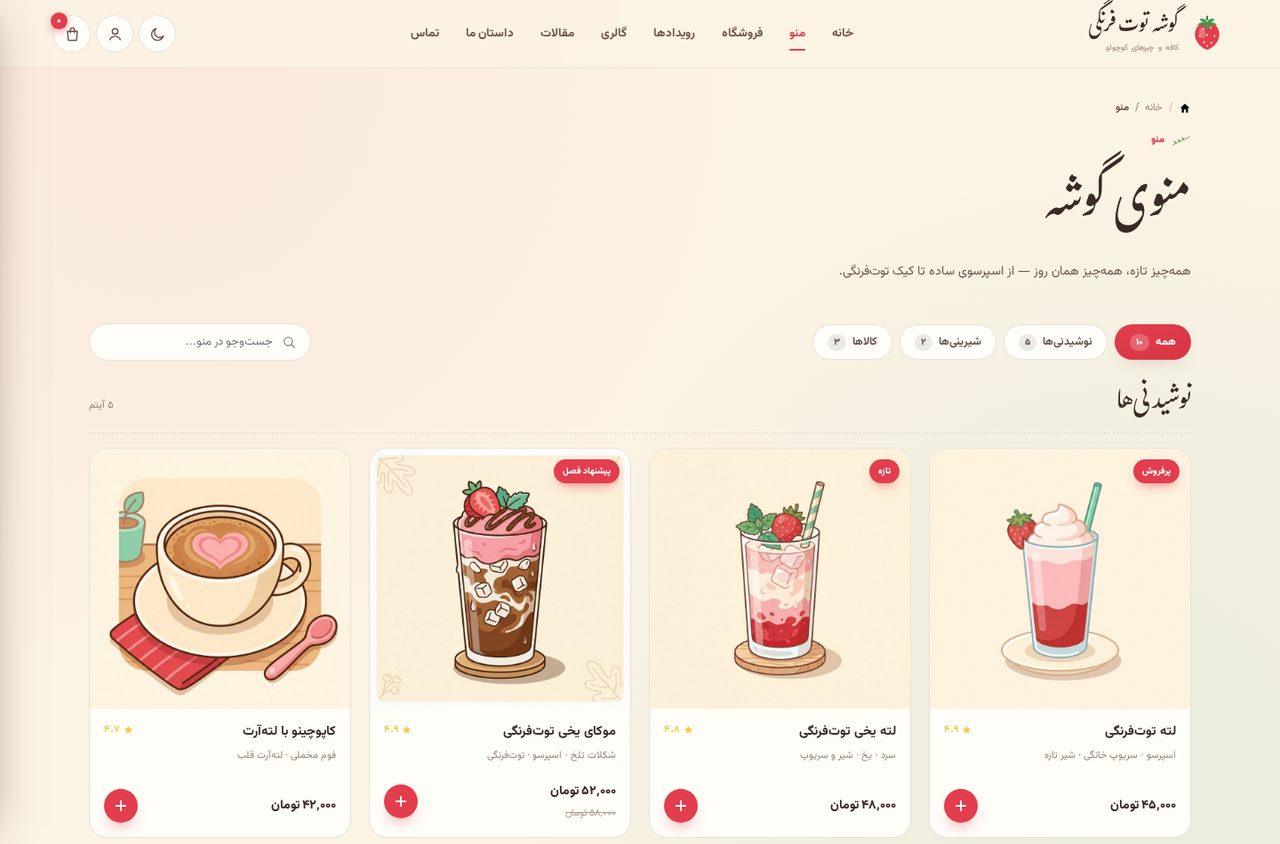 گوشه توت فرنگی
کافه و چیزهای کوچولو
خانه
منو
فروشگاه
رویدادها
گالری
مقالات
داستان ما
تماس
۰
خانه / منو
منو
منوی گوشه
همه‌چیز تازه، همه‌چیز همان روز — از اسپرسوی ساده تا کیک توت‌فرنگی.
همه ۱۰
نوشیدنی‌ها ۵
شیرینی‌ها ۲
کالاها ۳
جست‌وجو در منو...
نوشیدنی‌ها
۵ آیتم
پرفروش
لته توت‌فرنگی
۴.۹
اسپرسو · سیروپ خانگی · شیر تازه
۴۵,۰۰۰ تومان
تازه
لته یخی توت‌فرنگی
۴.۸
سرد · یخ · شیر و سیروپ
۴۸,۰۰۰ تومان
پیشنهاد فصل
موکای یخی توت‌فرنگی
۴.۹
شکلات تلخ · اسپرسو · توت‌فرنگی
۵۲,۰۰۰ تومان
۵۸,۰۰۰ تومان
کاپوچینو با لته‌آرت
۴.۷
فوم مخملی · لته‌آرت قلب
۴۲,۰۰۰ تومان